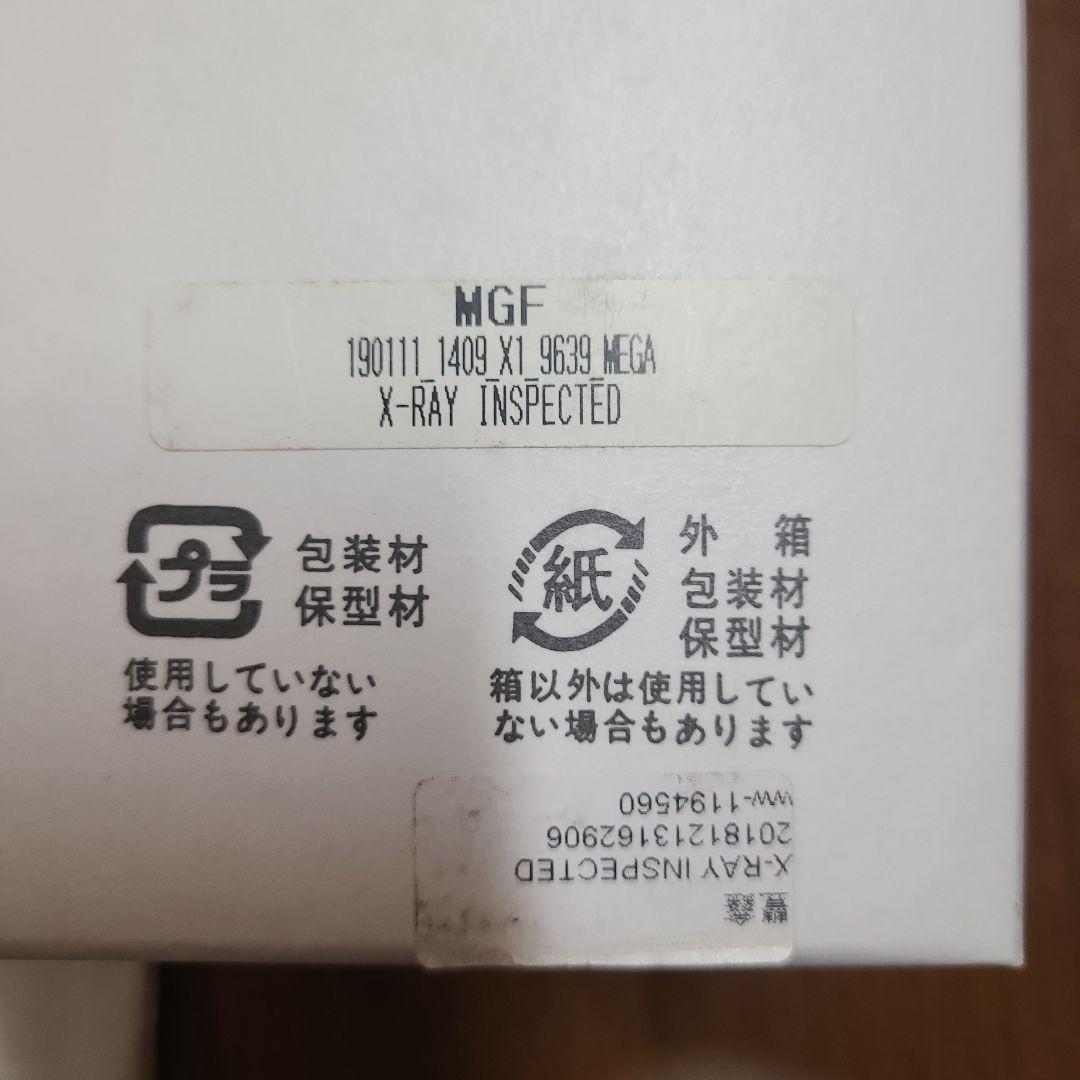 MGF
190111_1409_X1_9639_MEGA
X-RAY INSPECTED
プラ
包装材
保型材
使用していない
場合もあります
紙
外 箱
包装材
保型材
箱以外は使用してい
ない場合もあります
豐鑫
X-RAY INSPECTED
20181213162906
ww-1194560